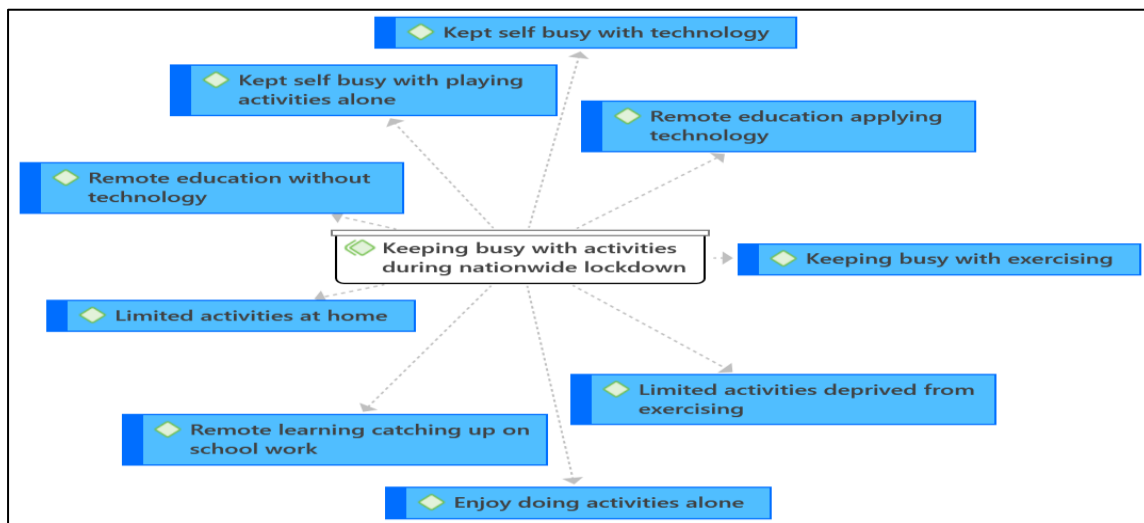 Kept self busy with technology
Kept self busy with playing
activities alone
Remote education applying
technology
Remote education without
technology
Keeping busy with activities
during nationwide lockdown
Keeping busy with exercising
Limited activities at home
Limited activities deprived from
exercising
Remote learning catching up on
school work
Enjoy doing activities alone